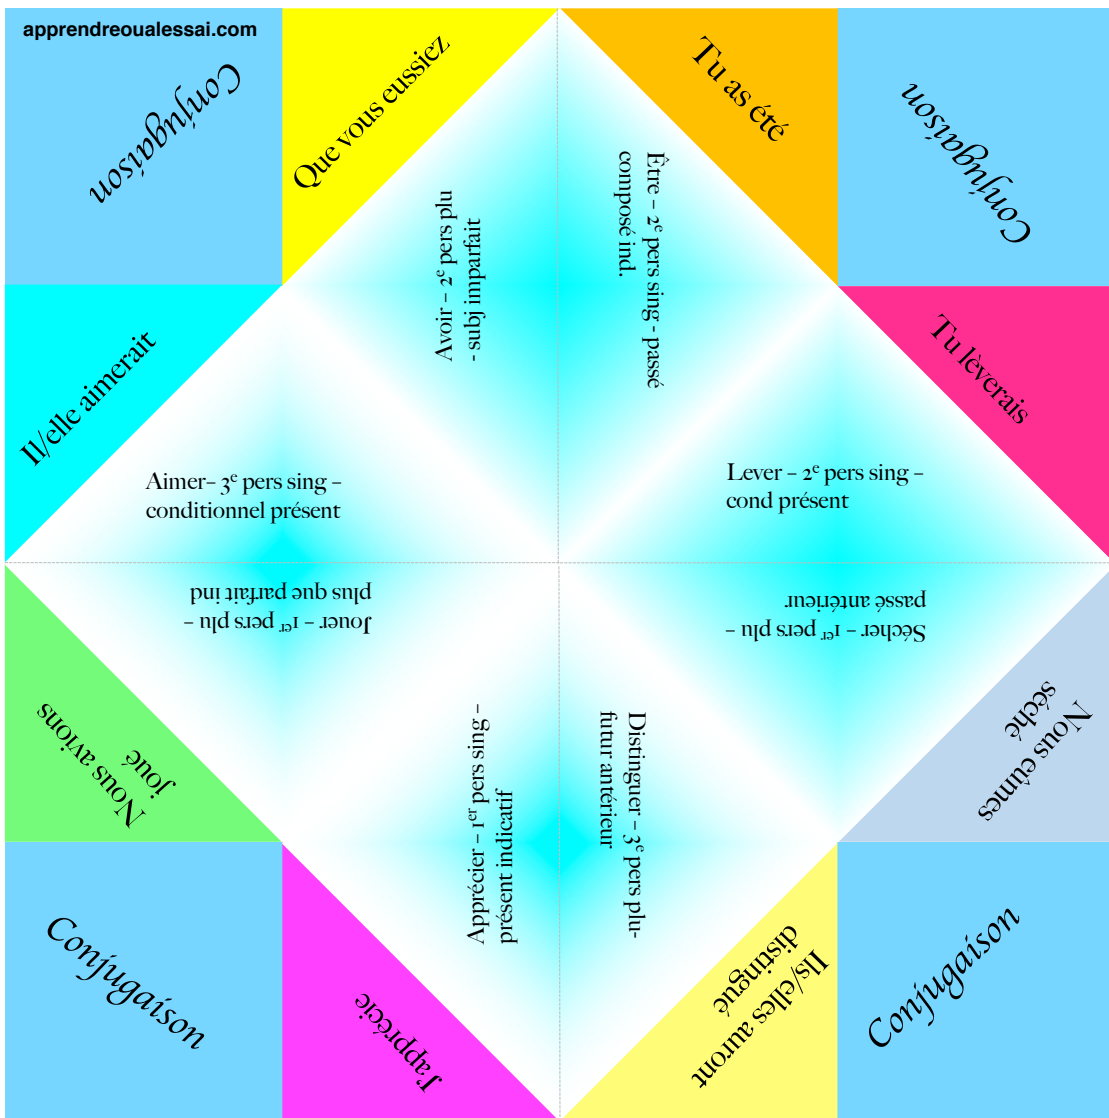 apprendreoualessai.com
Conjugaison
Que vous eussiez
Tu as été
Conjugaison
Avoir – 2e pers plu
- subj imparfait
Être – 2e pers sing - passé
composé ind.
Il/elle aimerait
Tu lèverais
Aimer– 3e pers sing –
conditionnel présent
Lever – 2e pers sing –
cond présent
Jouer – 1er pers plu –
plus que parfait ind
Sécher – 1er pers plu –
passé antérieur
Nous avions
joué
Nous eûmes
séché
Apprécier – 1er pers sing –
présent indicatif
Distinguer – 3e pers plu-
futur antérieur
Conjugaison
J'apprécie
Ils/elles auront
distingué
Conjugaison